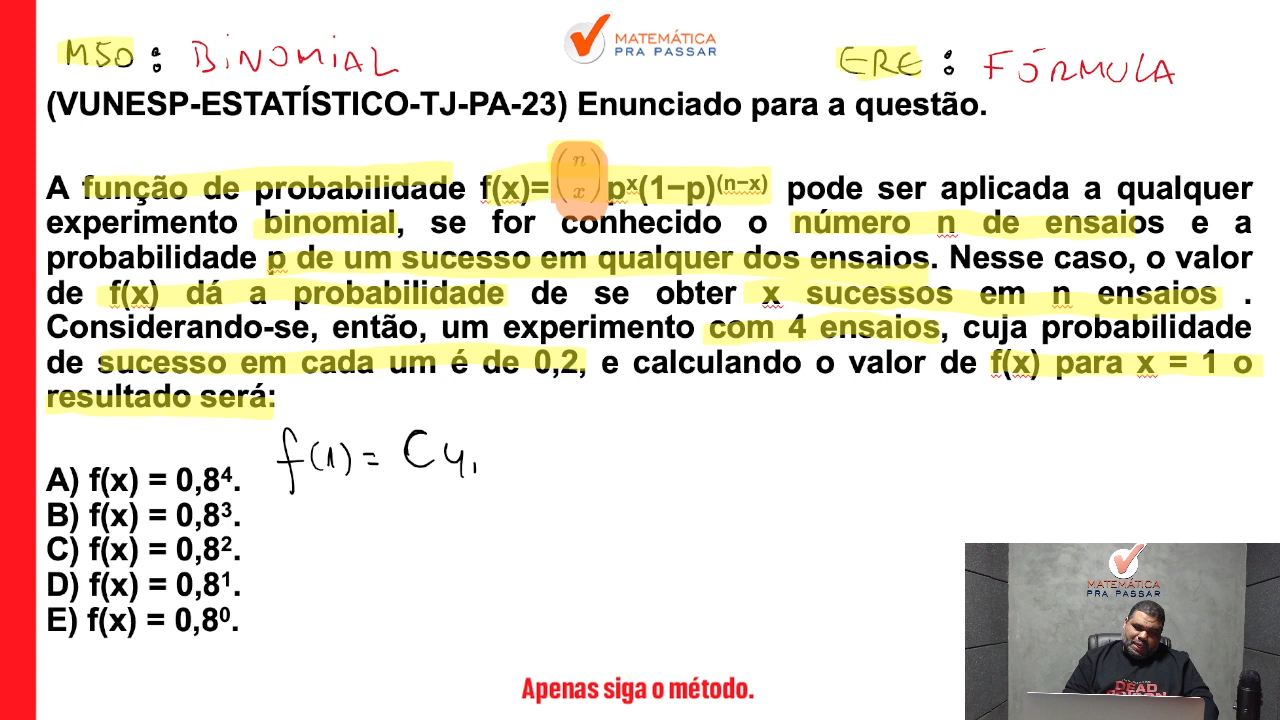 M50 : BINOMIAL
MATEMÁTICA
PRA PASSAR
ERE : FÓRMULA
(VUNESP-ESTATÍSTICO-TJ-PA-23) Enunciado para a questão.
A função de probabilidade f(x)=(n x) pˣ(1−p)⁽ⁿ⁻ˣ⁾ pode ser aplicada a qualquer
experimento binomial, se for conhecido o número n de ensaios e a
probabilidade p de um sucesso em qualquer dos ensaios. Nesse caso, o valor
de f(x) dá a probabilidade de se obter x sucessos em n ensaios .
Considerando-se, então, um experimento com 4 ensaios, cuja probabilidade
de sucesso em cada um é de 0,2, e calculando o valor de f(x) para x = 1 o
resultado será:
f(1) = C4,
A) f(x) = 0,8⁴.
B) f(x) = 0,8³.
C) f(x) = 0,8².
D) f(x) = 0,8¹.
E) f(x) = 0,8⁰.
MATEMÁTICA
PRA PASSAR
DEAD
Apenas siga o método.